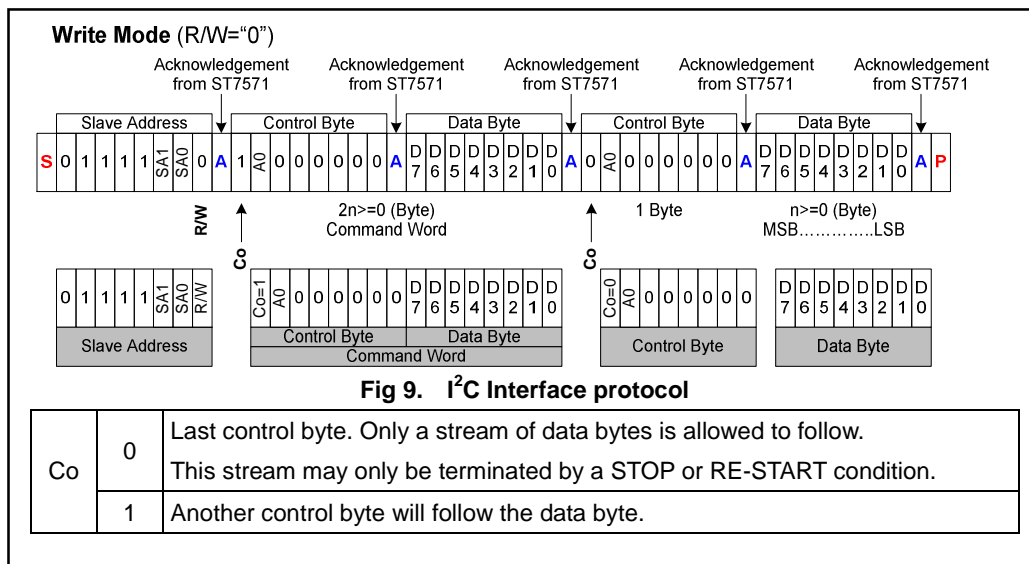 Write Mode (R/W="0")
Acknowledgement from ST7571 Acknowledgement from ST7571 Acknowledgement from ST7571 Acknowledgement from ST7571 Acknowledgement from ST7571
Slave Address Control Byte Data Byte Control Byte Data Byte
S 0 1 1 1 1 SA1 SA0 0 A 1 A0 0 0 0 0 0 0 A D7 D6 D5 D4 D3 D2 D1 D0 A 0 A0 0 0 0 0 0 0 A D7 D6 D5 D4 D3 D2 D1 D0 A P
R/W Co 2n>=0 (Byte) Co 1 Byte n>=0 (Byte)
Command Word MSB…………..LSB
0 1 1 1 1 SA1 SA0 R/W Co=1 A0 0 0 0 0 0 0 D7 D6 D5 D4 D3 D2 D1 D0 Co=0 A0 0 0 0 0 0 0 D7 D6 D5 D4 D3 D2 D1 D0
Slave Address Control Byte Data Byte Control Byte Data Byte
Command Word
Fig 9. I²C Interface protocol
Co 0 Last control byte. Only a stream of data bytes is allowed to follow.
This stream may only be terminated by a STOP or RE-START condition.
1 Another control byte will follow the data byte.